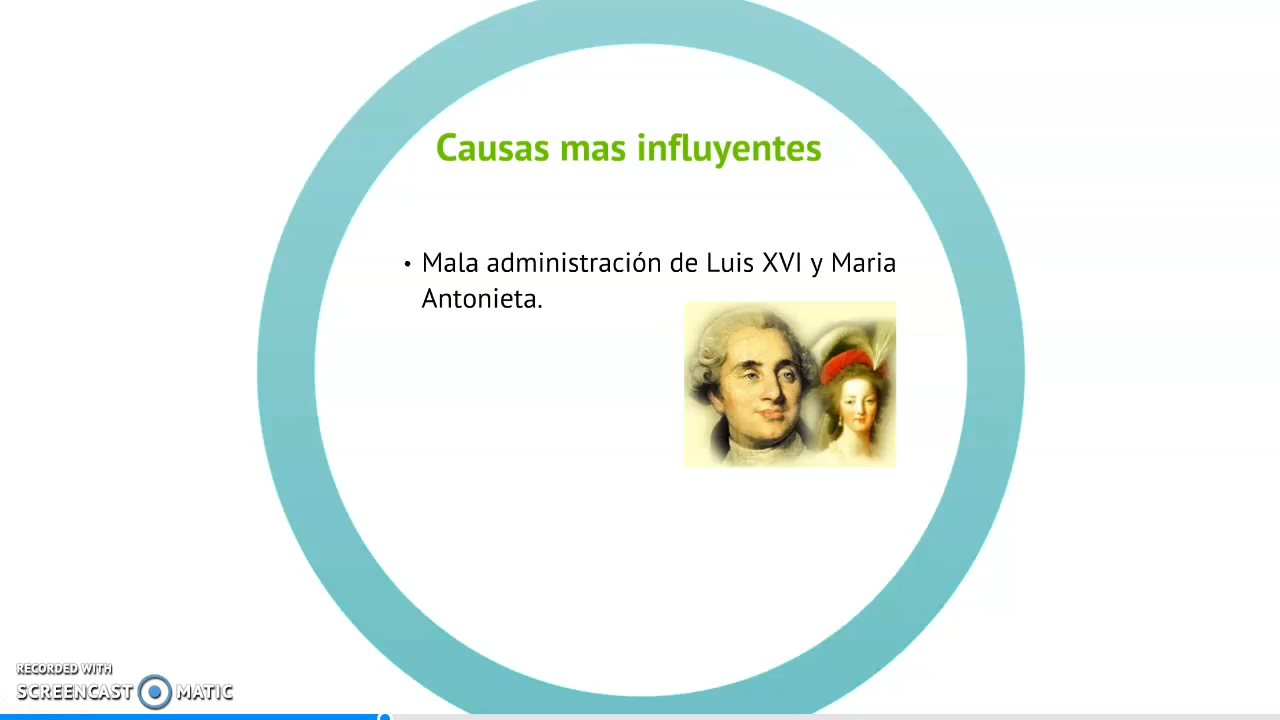 Causas mas influyentes
• Mala administración de Luis XVI y Maria
Antonieta.
RECORDED WITH
SCREENCAST MATIC